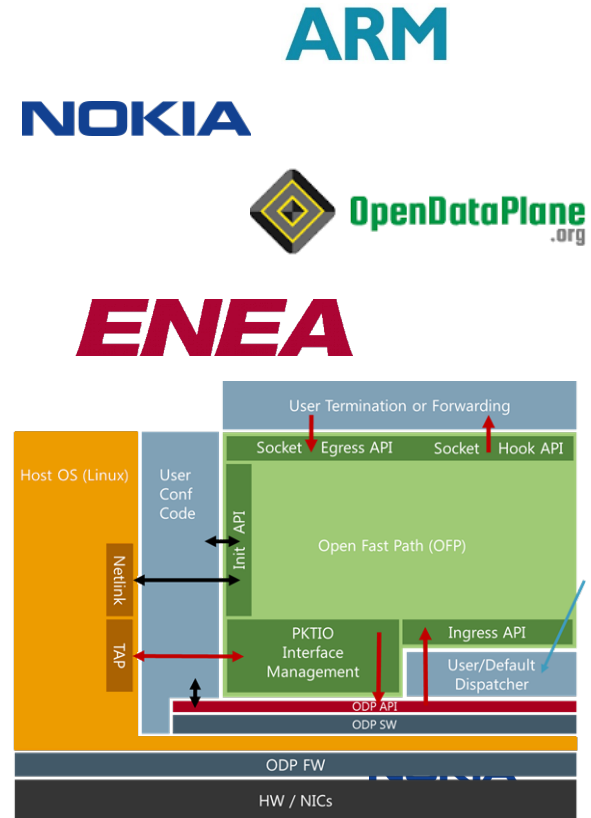 ARM
NOKIA
OpenDataPlane
.org
ENEA
User Termination or Forwarding
Socket Egress API
Socket Hook API
Host OS (Linux)
User
Conf
Code
Init API
Open Fast Path (OFP)
Netlink
TAP
PKTIO
Interface
Management
Ingress API
User/Default
Dispatcher
ODP API
ODP SW
ODP FW
HW / NICs